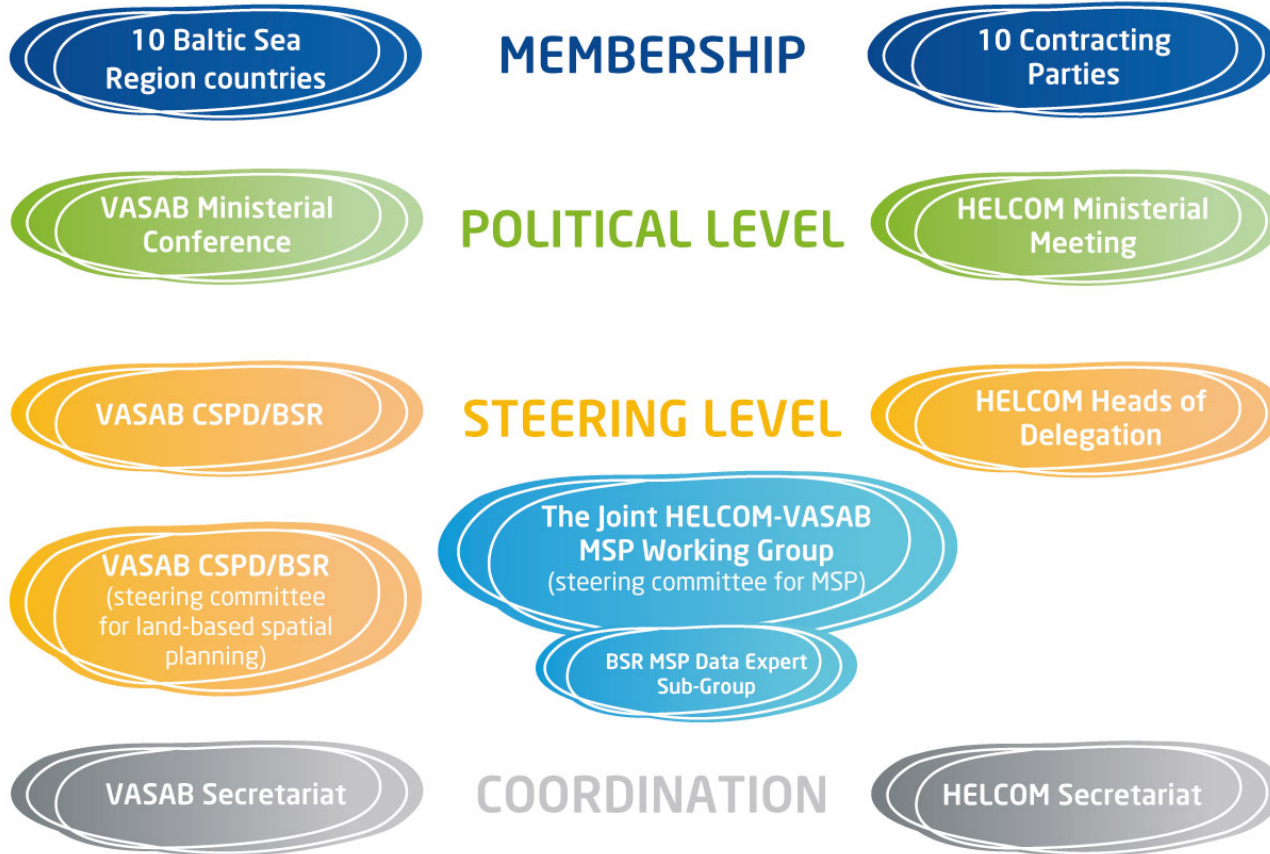 10 Baltic Sea
Region countries
MEMBERSHIP
10 Contracting
Parties
VASAB Ministerial
Conference
POLITICAL LEVEL
HELCOM Ministerial
Meeting
VASAB CSPD/BSR
STEERING LEVEL
HELCOM Heads of
Delegation
The Joint HELCOM-VASAB
MSP Working Group
(steering committee for MSP)
VASAB CSPD/BSR
(steering committee
for land-based spatial
planning)
BSR MSP Data Expert
Sub-Group
VASAB Secretariat
COORDINATION
HELCOM Secretariat